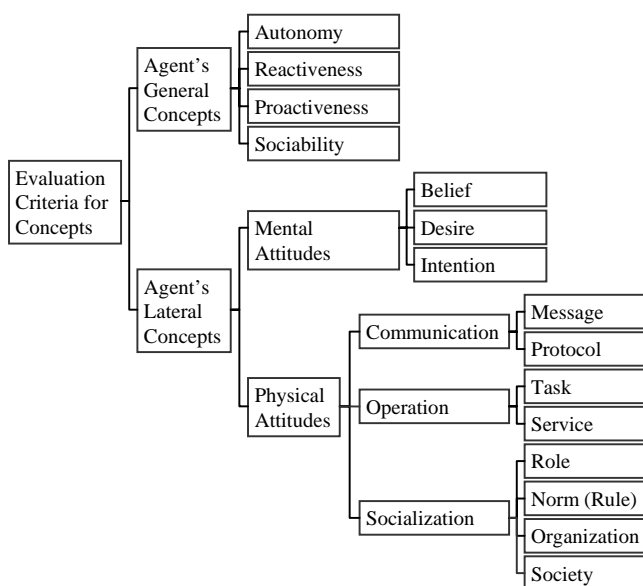 Evaluation
Criteria for
Concepts
Agent's
General
Concepts
Autonomy
Reactiveness
Proactiveness
Sociability
Agent's
Lateral
Concepts
Mental
Attitudes
Belief
Desire
Intention
Physical
Attitudes
Communication
Message
Protocol
Operation
Task
Service
Socialization
Role
Norm (Rule)
Organization
Society